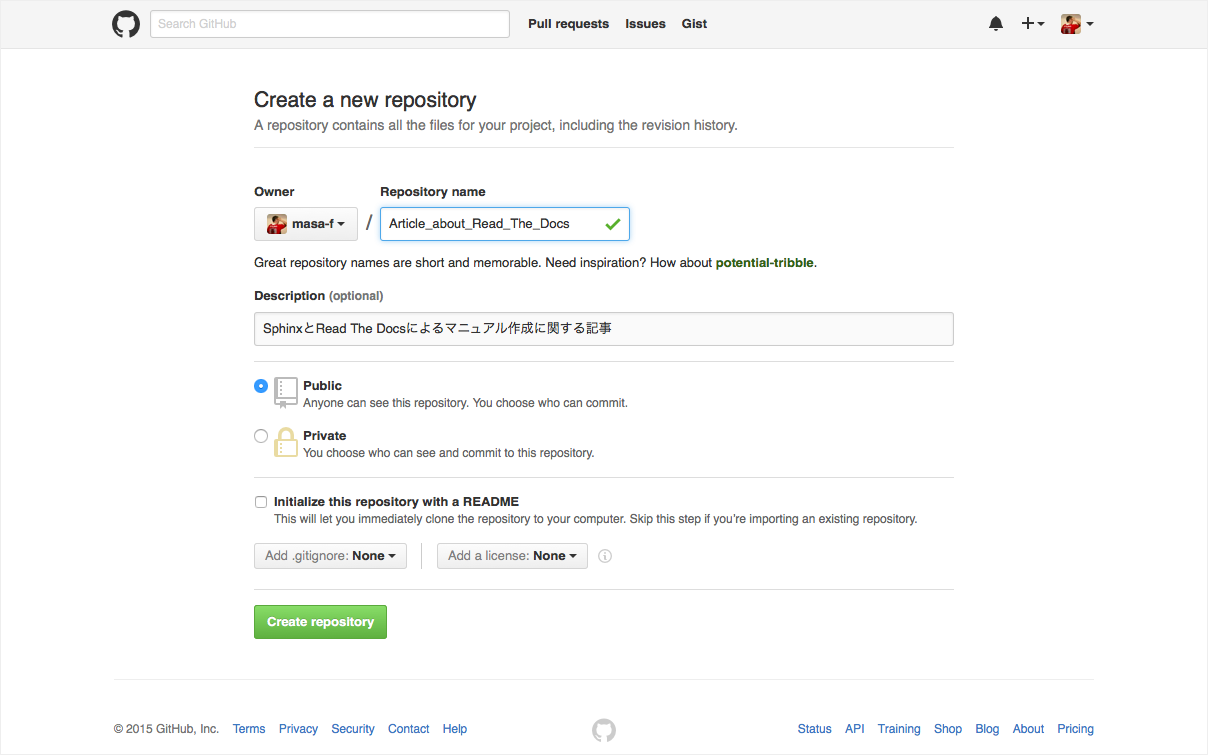 Search GitHub Pull requests Issues Gist
Create a new repository
A repository contains all the files for your project, including the revision history.
Owner Repository name
masa-f / Article_about_Read_The_Docs
Great repository names are short and memorable. Need inspiration? How about potential-tribble.
Description (optional)
SphinxとRead The Docsによるマニュアル作成に関する記事
Public
Anyone can see this repository. You choose who can commit.
Private
You choose who can see and commit to this repository.
Initialize this repository with a README
This will let you immediately clone the repository to your computer. Skip this step if you're importing an existing repository.
Add .gitignore: None Add a license: None
Create repository
© 2015 GitHub, Inc. Terms Privacy Security Contact Help Status API Training Shop Blog About Pricing